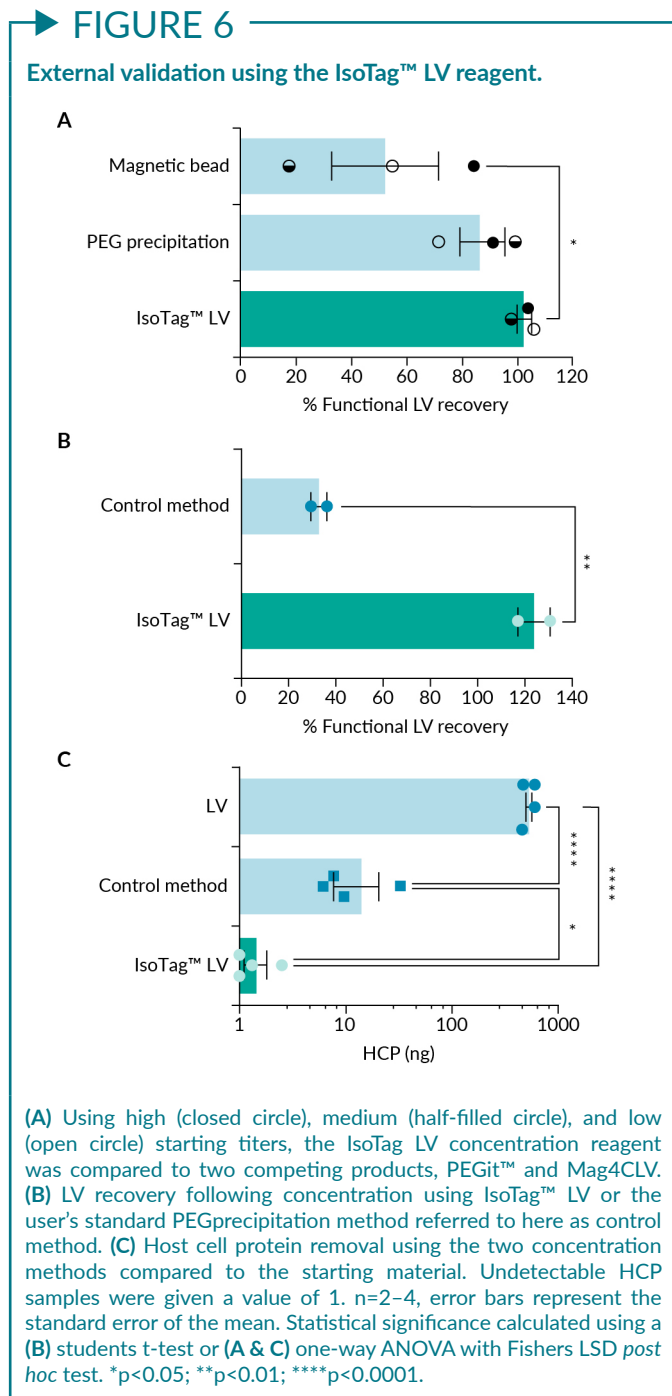 FIGURE 6
External validation using the IsoTag™ LV reagent.
A
Magnetic bead
PEG precipitation
IsoTag™ LV
*
0 20 40 60 80 100 120
% Functional LV recovery
B
Control method
IsoTag™ LV
**
0 20 40 60 80 100 120 140
% Functional LV recovery
C
LV
Control method
IsoTag™ LV
****
****
*
1 10 100 1000
HCP (ng)
(A) Using high (closed circle), medium (half-filled circle), and low
(open circle) starting titers, the IsoTag LV concentration reagent
was compared to two competing products, PEGit™ and Mag4CLV.
(B) LV recovery following concentration using IsoTag™ LV or the
user's standard PEGprecipitation method referred to here as control
method. (C) Host cell protein removal using the two concentration
methods compared to the starting material. Undetectable HCP
samples were given a value of 1. n=2–4, error bars represent the
standard error of the mean. Statistical significance calculated using a
(B) students t-test or (A & C) one-way ANOVA with Fishers LSD post
hoc test. *p<0.05; **p<0.01; ****p<0.0001.